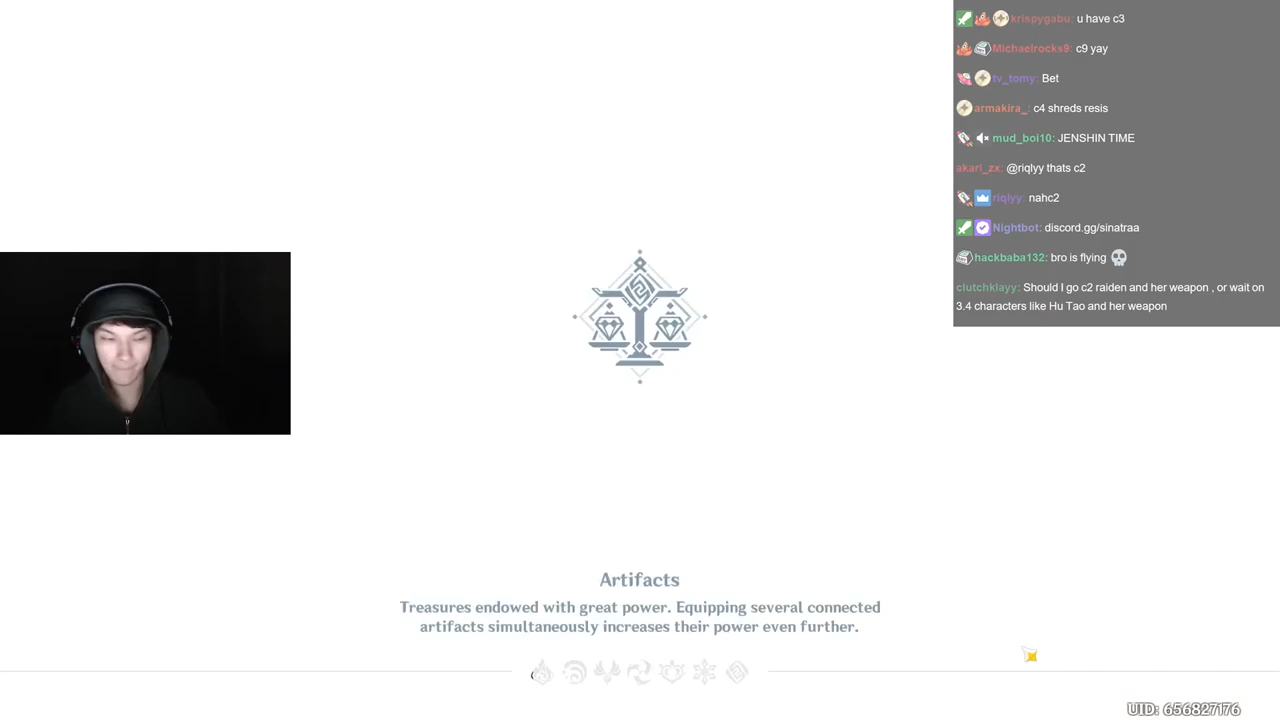 krispygabu: u have c3
Michaelrocks9: c9 yay
tv_tomy: Bet
armakira_: c4 shreds resis
mud_boi10: JENSHIN TIME
akari_zx: @riqlyy thats c2
riqlyy: nahc2
Nightbot: discord.gg/sinatraa
hackbaba132: bro is flying
clutchklayy: Should I go c2 raiden and her weapon , or wait on
3.4 characters like Hu Tao and her weapon
Artifacts
Treasures endowed with great power. Equipping several connected
artifacts simultaneously increases their power even further.
UID: 656827176